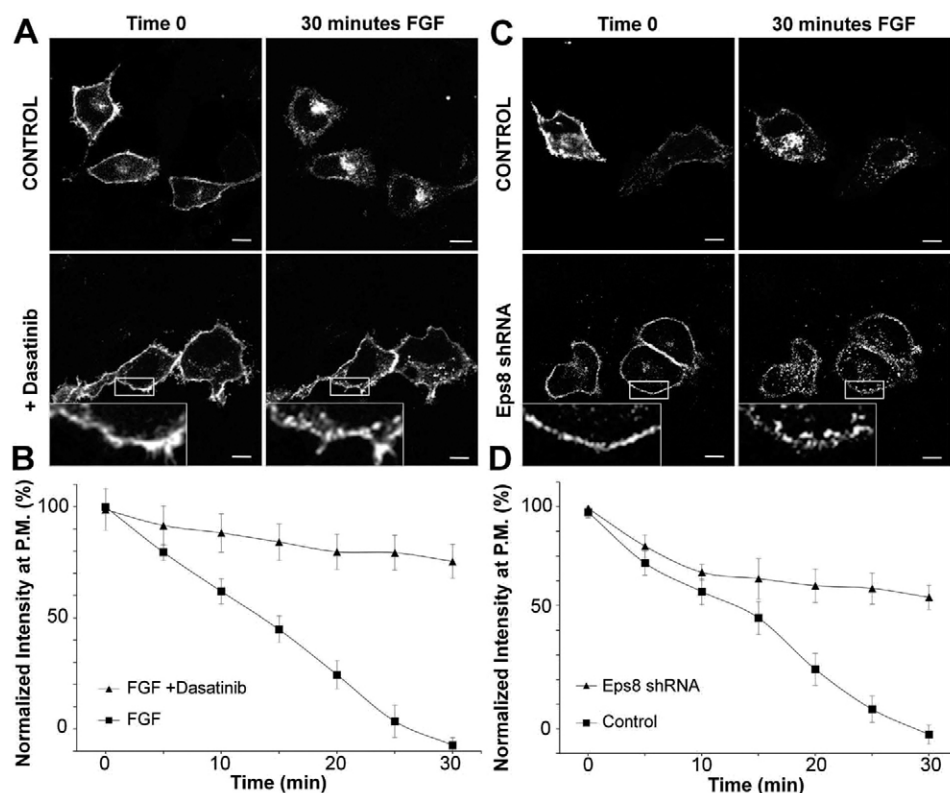 A
Time 0
30 minutes FGF
CONTROL
+ Dasatinib
B
Normalized Intensity at P.M. (%)
100
50
0
FGF +Dasatinib
FGF
0
10
20
30
Time (min)
C
Time 0
30 minutes FGF
CONTROL
Eps8 shRNA
D
Normalized Intensity at P.M. (%)
100
50
0
Eps8 shRNA
Control
0
10
20
30
Time (min)